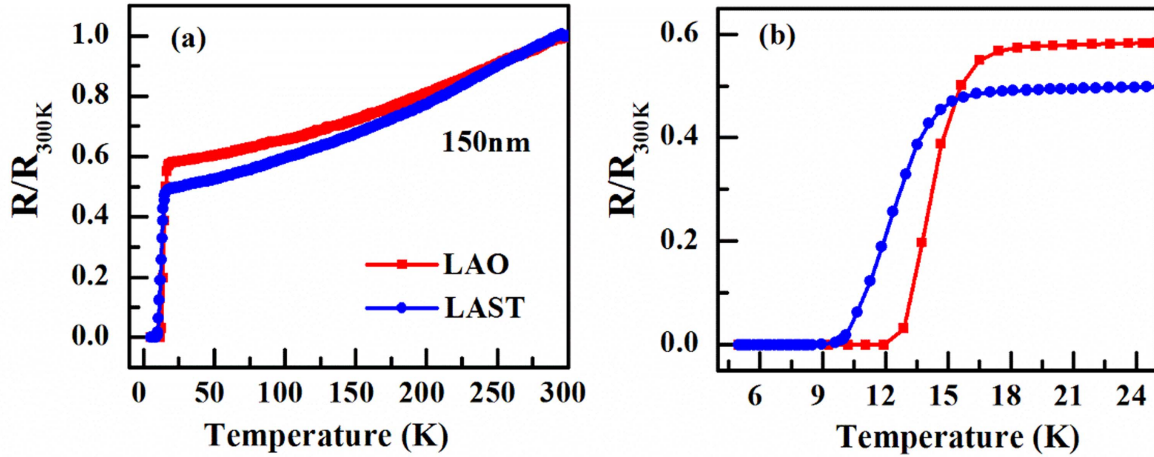 (a)
R/R300K
1.0
0.8
0.6
0.4
0.2
0.0
150nm
LAO
LAST
0 50 100 150 200 250 300
Temperature (K)
(b)
R/R300K
0.6
0.4
0.2
0.0
6 9 12 15 18 21 24
Temperature (K)